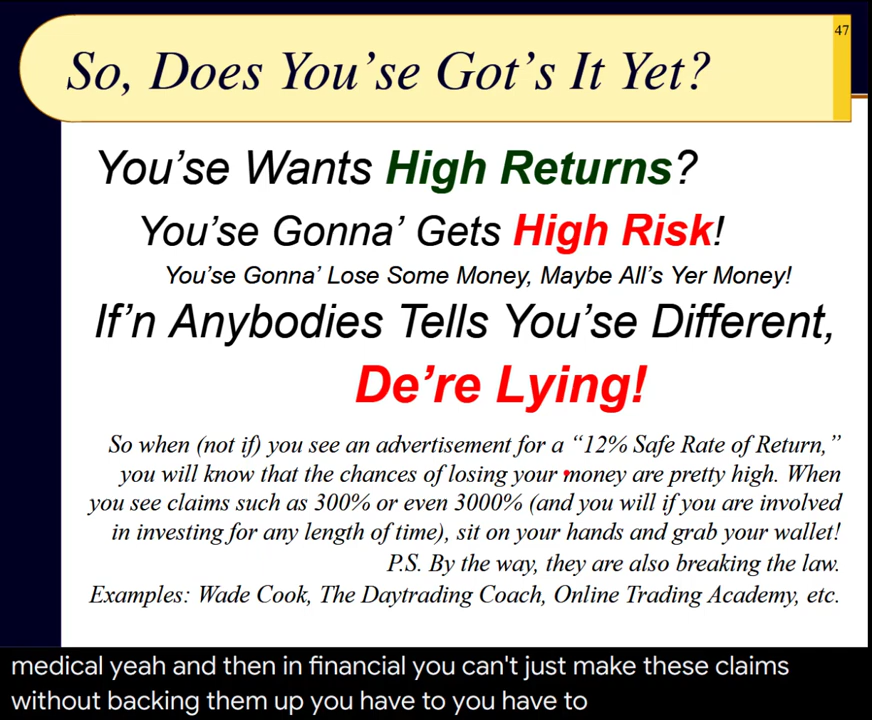 47
So, Does You’se Got’s It Yet?
You’se Wants High Returns?
You’se Gonna’ Gets High Risk!
You’se Gonna’ Lose Some Money, Maybe All’s Yer Money!
If’n Anybodies Tells You’se Different,
De’re Lying!
So when (not if) you see an advertisement for a “12% Safe Rate of Return,”
you will know that the chances of losing your money are pretty high. When
you see claims such as 300% or even 3000% (and you will if you are involved
in investing for any length of time), sit on your hands and grab your wallet!
P.S. By the way, they are also breaking the law.
Examples: Wade Cook, The Daytrading Coach, Online Trading Academy, etc.
medical yeah and then in financial you can't just make these claims
without backing them up you have to you have to